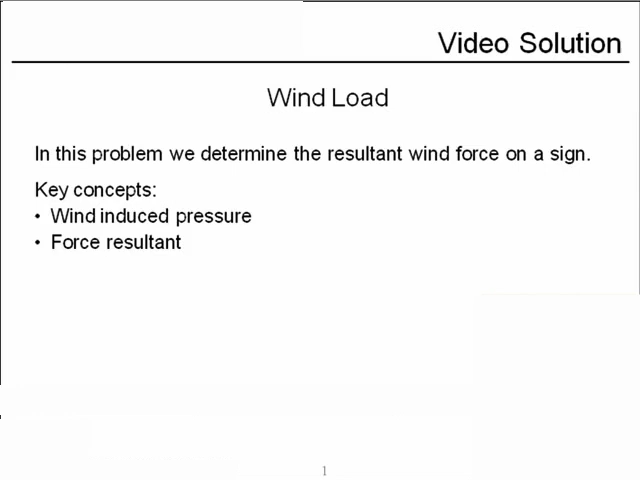 Video Solution
Wind Load
In this problem we determine the resultant wind force on a sign.
Key concepts:
• Wind induced pressure
• Force resultant
1